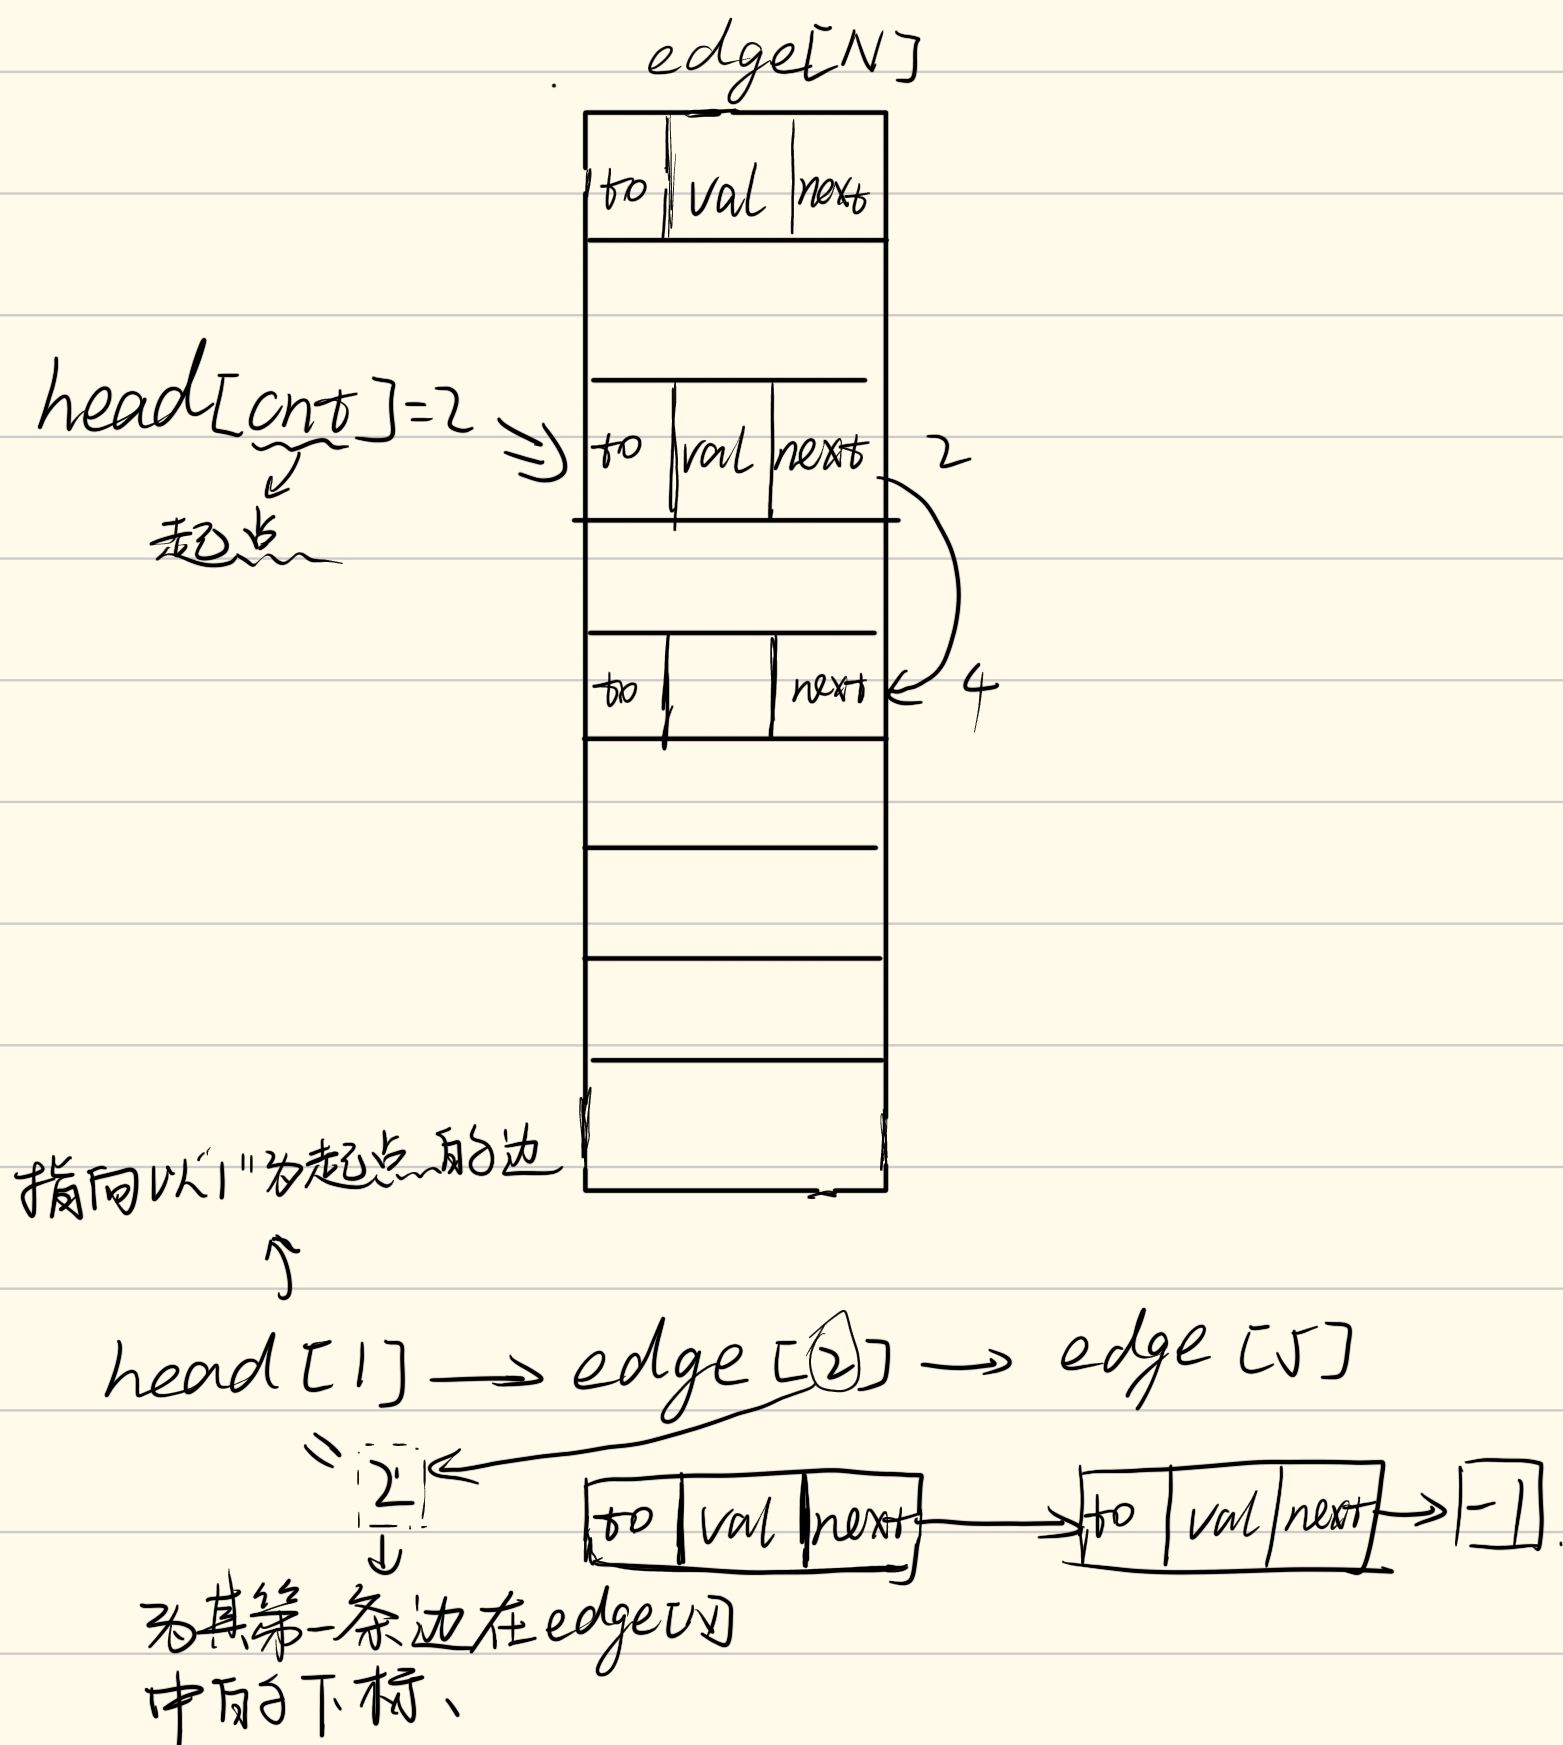 edge[N]
to val next
head[cnt]=2
to val next 2
起点
to next 4
指向以"1"为起点的边
head[1] → edge[2] → edge[5]
= 2
to val next → to val next → -1
为其第一条边在edge[N]
中的下标、